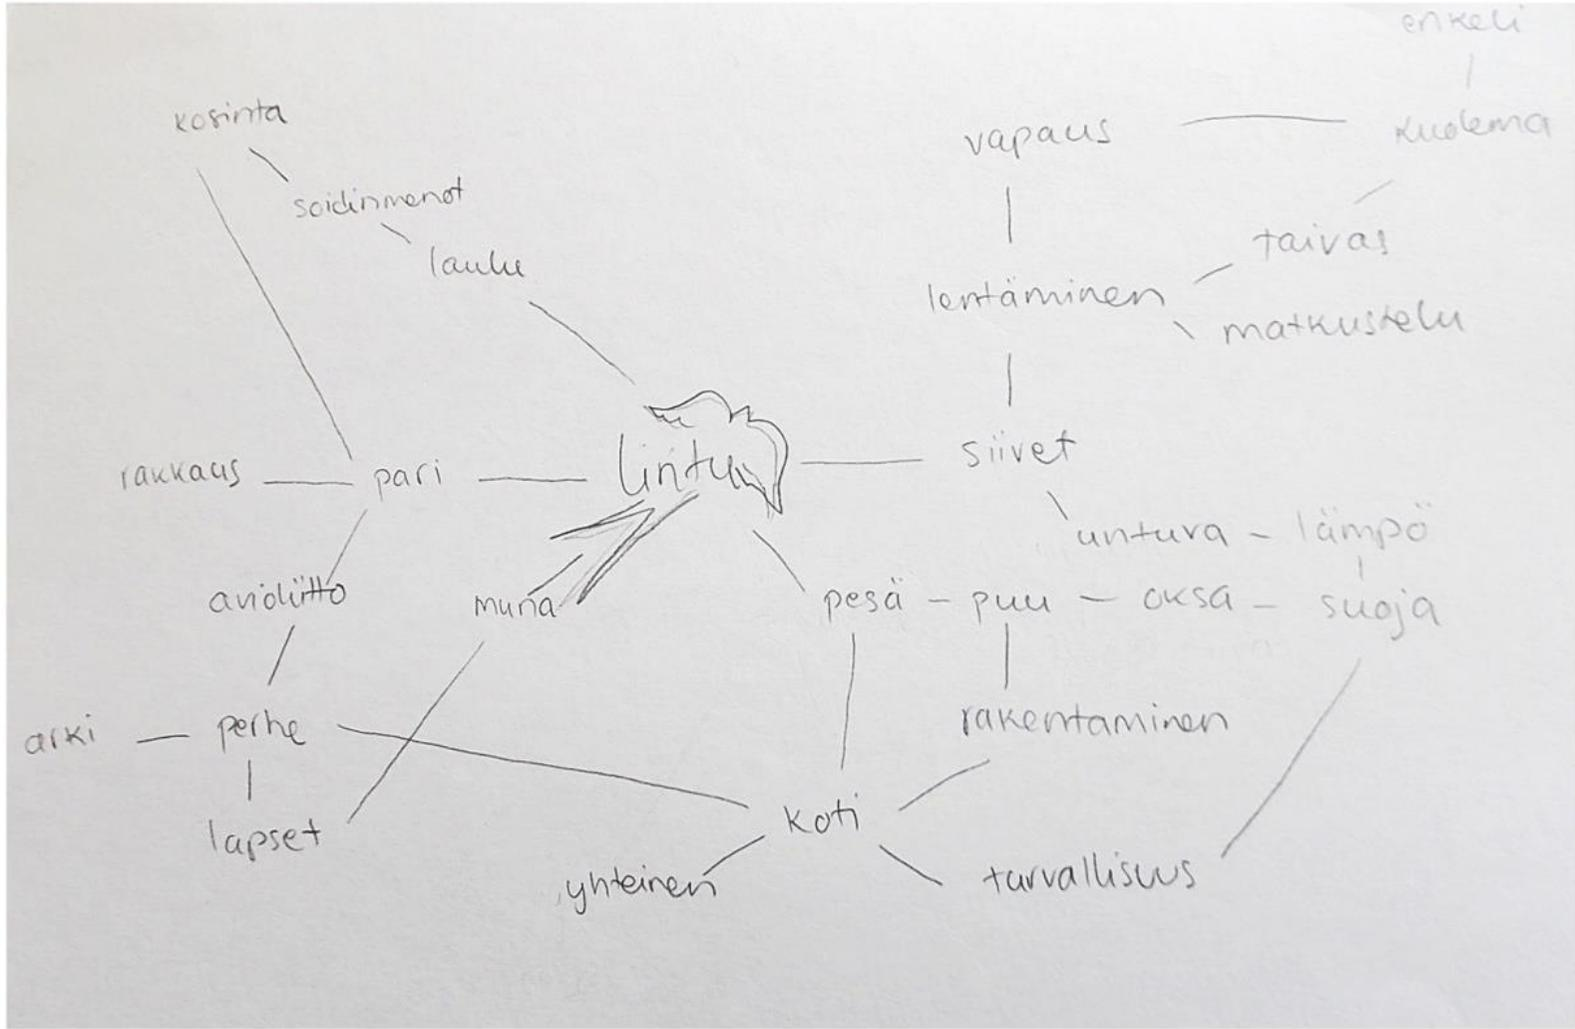 enkeli
kosinta
vapaus
kuolema
soidinmenot
taivas
laulu
lentäminen
matkustelu
siivet
rakkaus
pari
lintu
untuva
lämpö
avioliitto
muna
pesä
puu
oksa
suoja
rakentaminen
arki
perhe
koti
lapset
yhteinen
turvallisuus